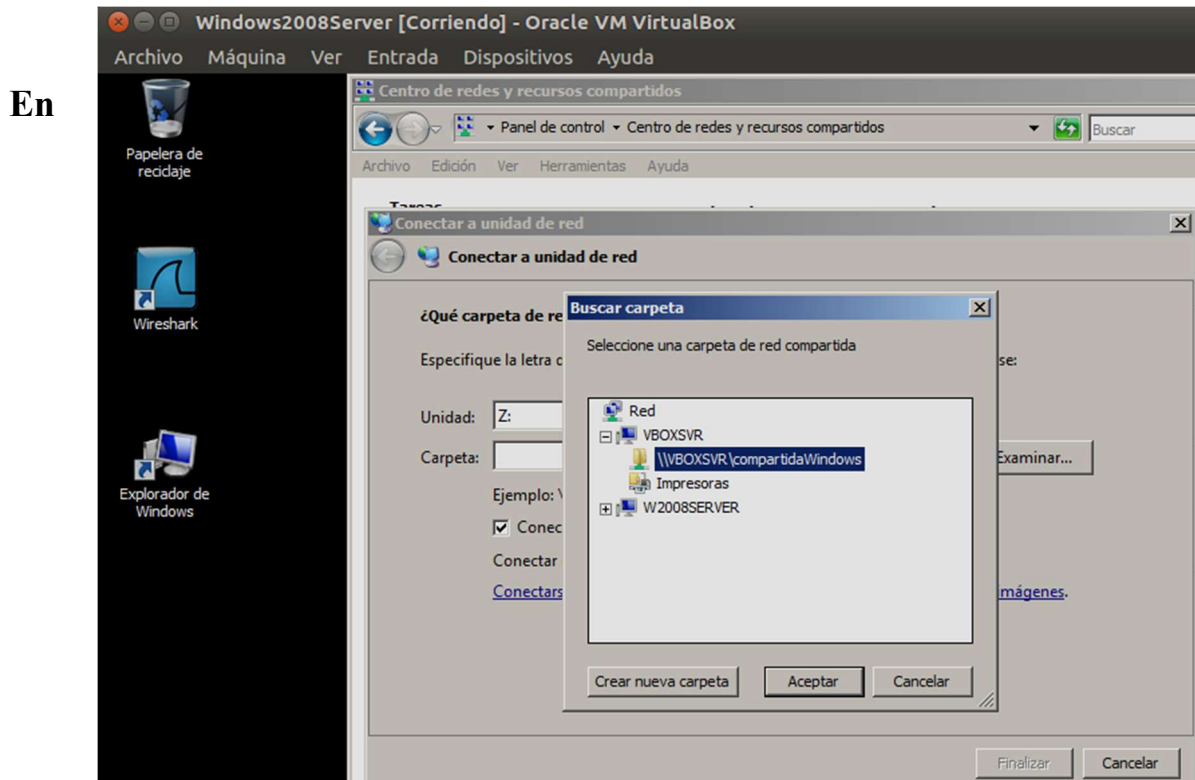 Windows2008Server [Corriendo] - Oracle VM VirtualBox
Archivo Máquina Ver Entrada Dispositivos Ayuda
En
Papelera de
reciclaje
Wireshark
Explorador de
Windows
Centro de redes y recursos compartidos
Panel de control Centro de redes y recursos compartidos
Buscar
Archivo Edición Ver Herramientas Ayuda
Tareas
Conectar a unidad de red
Conectar a unidad de red
¿Qué carpeta de re
Especifique la letra d
se:
Unidad: Z:
Carpeta:
Examinar...
Ejemplo: \
Conec
Conectar
Conectars
mágenes.
Buscar carpeta
Seleccione una carpeta de red compartida
Red
VBOXSVR
\\VBOXSVR\compartidaWindows
Impresoras
W2008SERVER
Crear nueva carpeta Aceptar Cancelar
Finalizar Cancelar